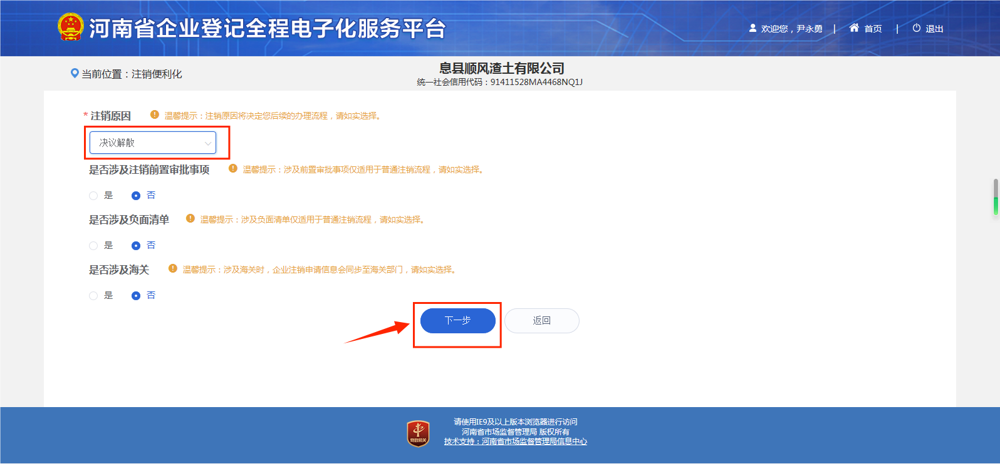 河南省企业登记全程电子化服务平台
欢迎您，尹永勇 | 首页 | 退出
当前位置：注销便利化
息县顺风渣土有限公司
统一社会信用代码：91411528MA4468NQ1J
* 注销原因 温馨提示：注销原因将决定您后续的办理流程，请如实选择。
决议解散
是否涉及注销前置审批事项 温馨提示：涉及前置审批事项仅适用于普通注销流程，请如实选择。
是 否
是否涉及负面清单 温馨提示：涉及负面清单仅适用于普通注销流程，请如实选择。
是 否
是否涉及海关 温馨提示：涉及海关时，企业注销申请信息会同步至海关部门，请如实选择。
是 否
下一步 返回
党政机关
请使用IE9及以上版本浏览器进行访问
河南省市场监督管理局 版权所有
技术支持：河南省市场监督管理局信息中心